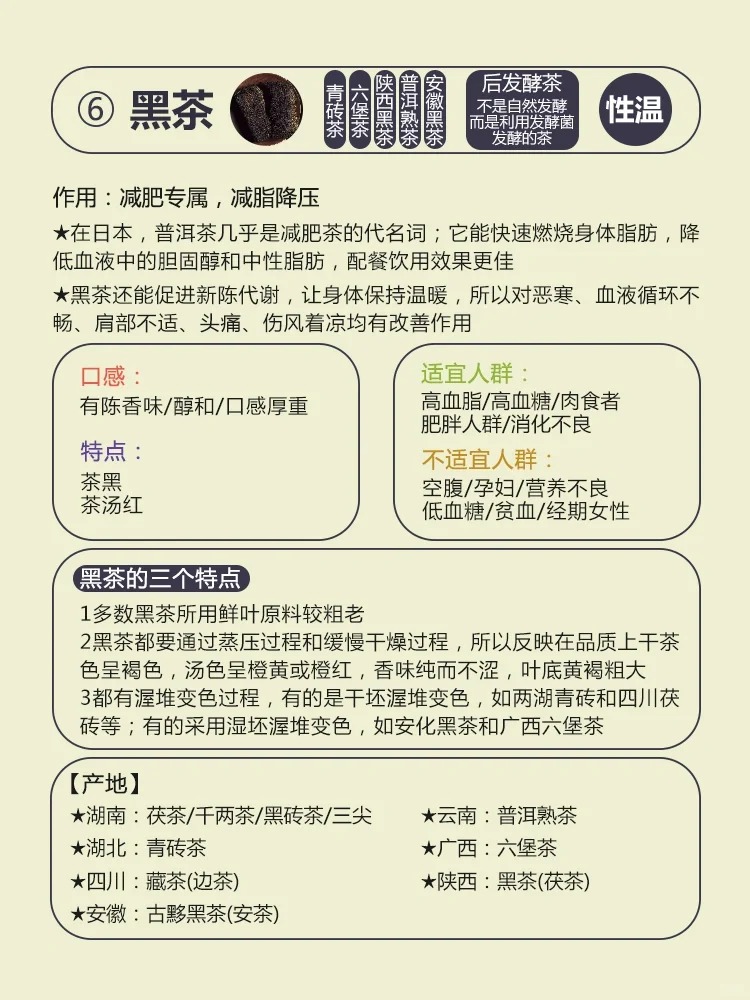 ⑥ 黑茶
青砖茶
六堡茶
陕西黑茶
普洱熟茶
安徽黑茶
后发酵茶
不是自然发酵
而是利用发酵菌
发酵的茶
性温
作用：减肥专属，减脂降压
★在日本，普洱茶几乎是减肥茶的代名词；它能快速燃烧身体脂肪，降
低血液中的胆固醇和中性脂肪，配餐饮用效果更佳
★黑茶还能促进新陈代谢，让身体保持温暖，所以对恶寒、血液循环不
畅、肩部不适、头痛、伤风着凉均有改善作用
口感：
有陈香味/醇和/口感厚重
特点：
茶黑
茶汤红
适宜人群：
高血脂/高血糖/肉食者
肥胖人群/消化不良
不适宜人群：
空腹/孕妇/营养不良
低血糖/贫血/经期女性
黑茶的三个特点
1多数黑茶所用鲜叶原料较粗老
2黑茶都要通过蒸压过程和缓慢干燥过程，所以反映在品质上干茶
色呈褐色，汤色呈橙黄或橙红，香味纯而不涩，叶底黄褐粗大
3都有渥堆变色过程，有的是干坯渥堆变色，如两湖青砖和四川茯
砖等；有的采用湿坯渥堆变色，如安化黑茶和广西六堡茶
【产地】
★湖南：茯茶/千两茶/黑砖茶/三尖
★云南：普洱熟茶
★湖北：青砖茶
★广西：六堡茶
★四川：藏茶(边茶)
★陕西：黑茶(茯茶)
★安徽：古黟黑茶(安茶)